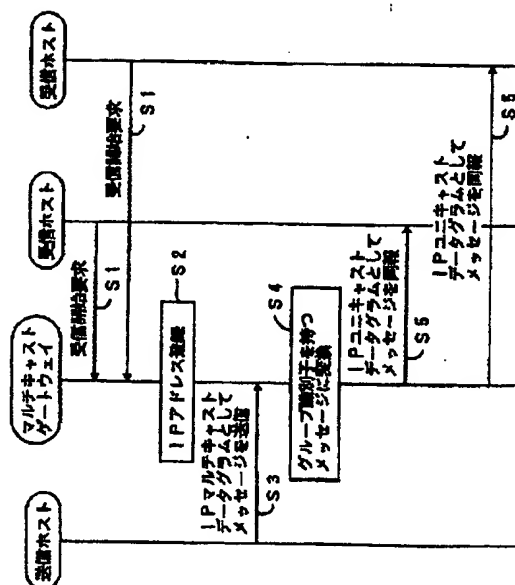 送信ホスト
マルチキャスト
ゲートウェイ
受信ホスト
受信ホスト
受信開始要求
S1
受信開始要求
S1
IPアドレス登録
S2
IPマルチキャスト
データグラムとして
メッセージを送信
S3
グループ識別子を持つ
メッセージに変換
S4
IPユニキャスト
データグラムとして
メッセージを同報
S5
IPユニキャスト
データグラムとして
メッセージを同報
S5